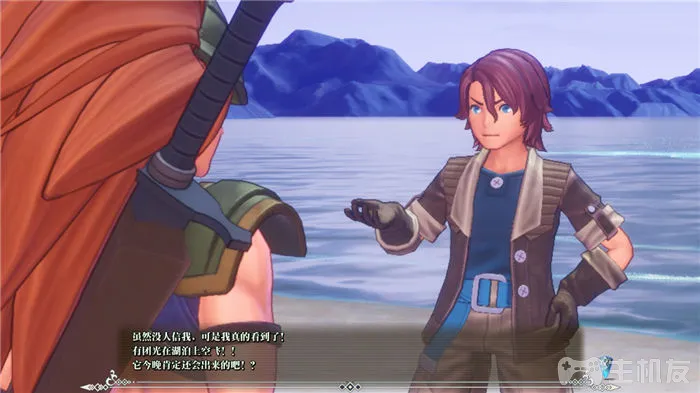 虽然没人信我，可是我真的看到了！
有团光在湖泊上空飞！！
它今晚肯定还会出来的吧！？
主机友